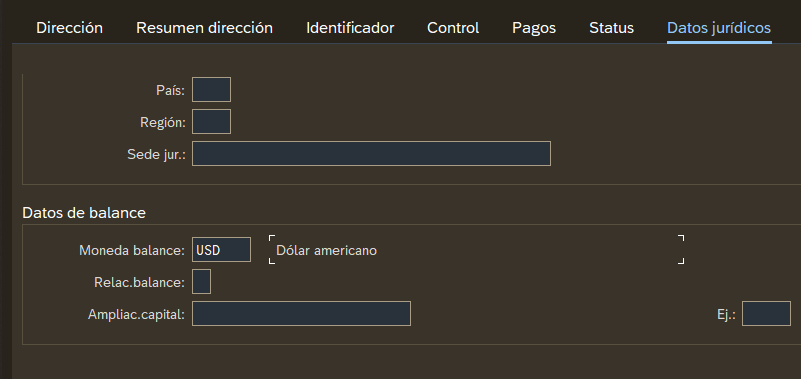 Dirección Resumen dirección Identificador Control Pagos Status Datos jurídicos
País:
Región:
Sede jur.:
Datos de balance
Moneda balance: USD Dólar americano
Relac.balance:
Ampliac.capital: Ej.: